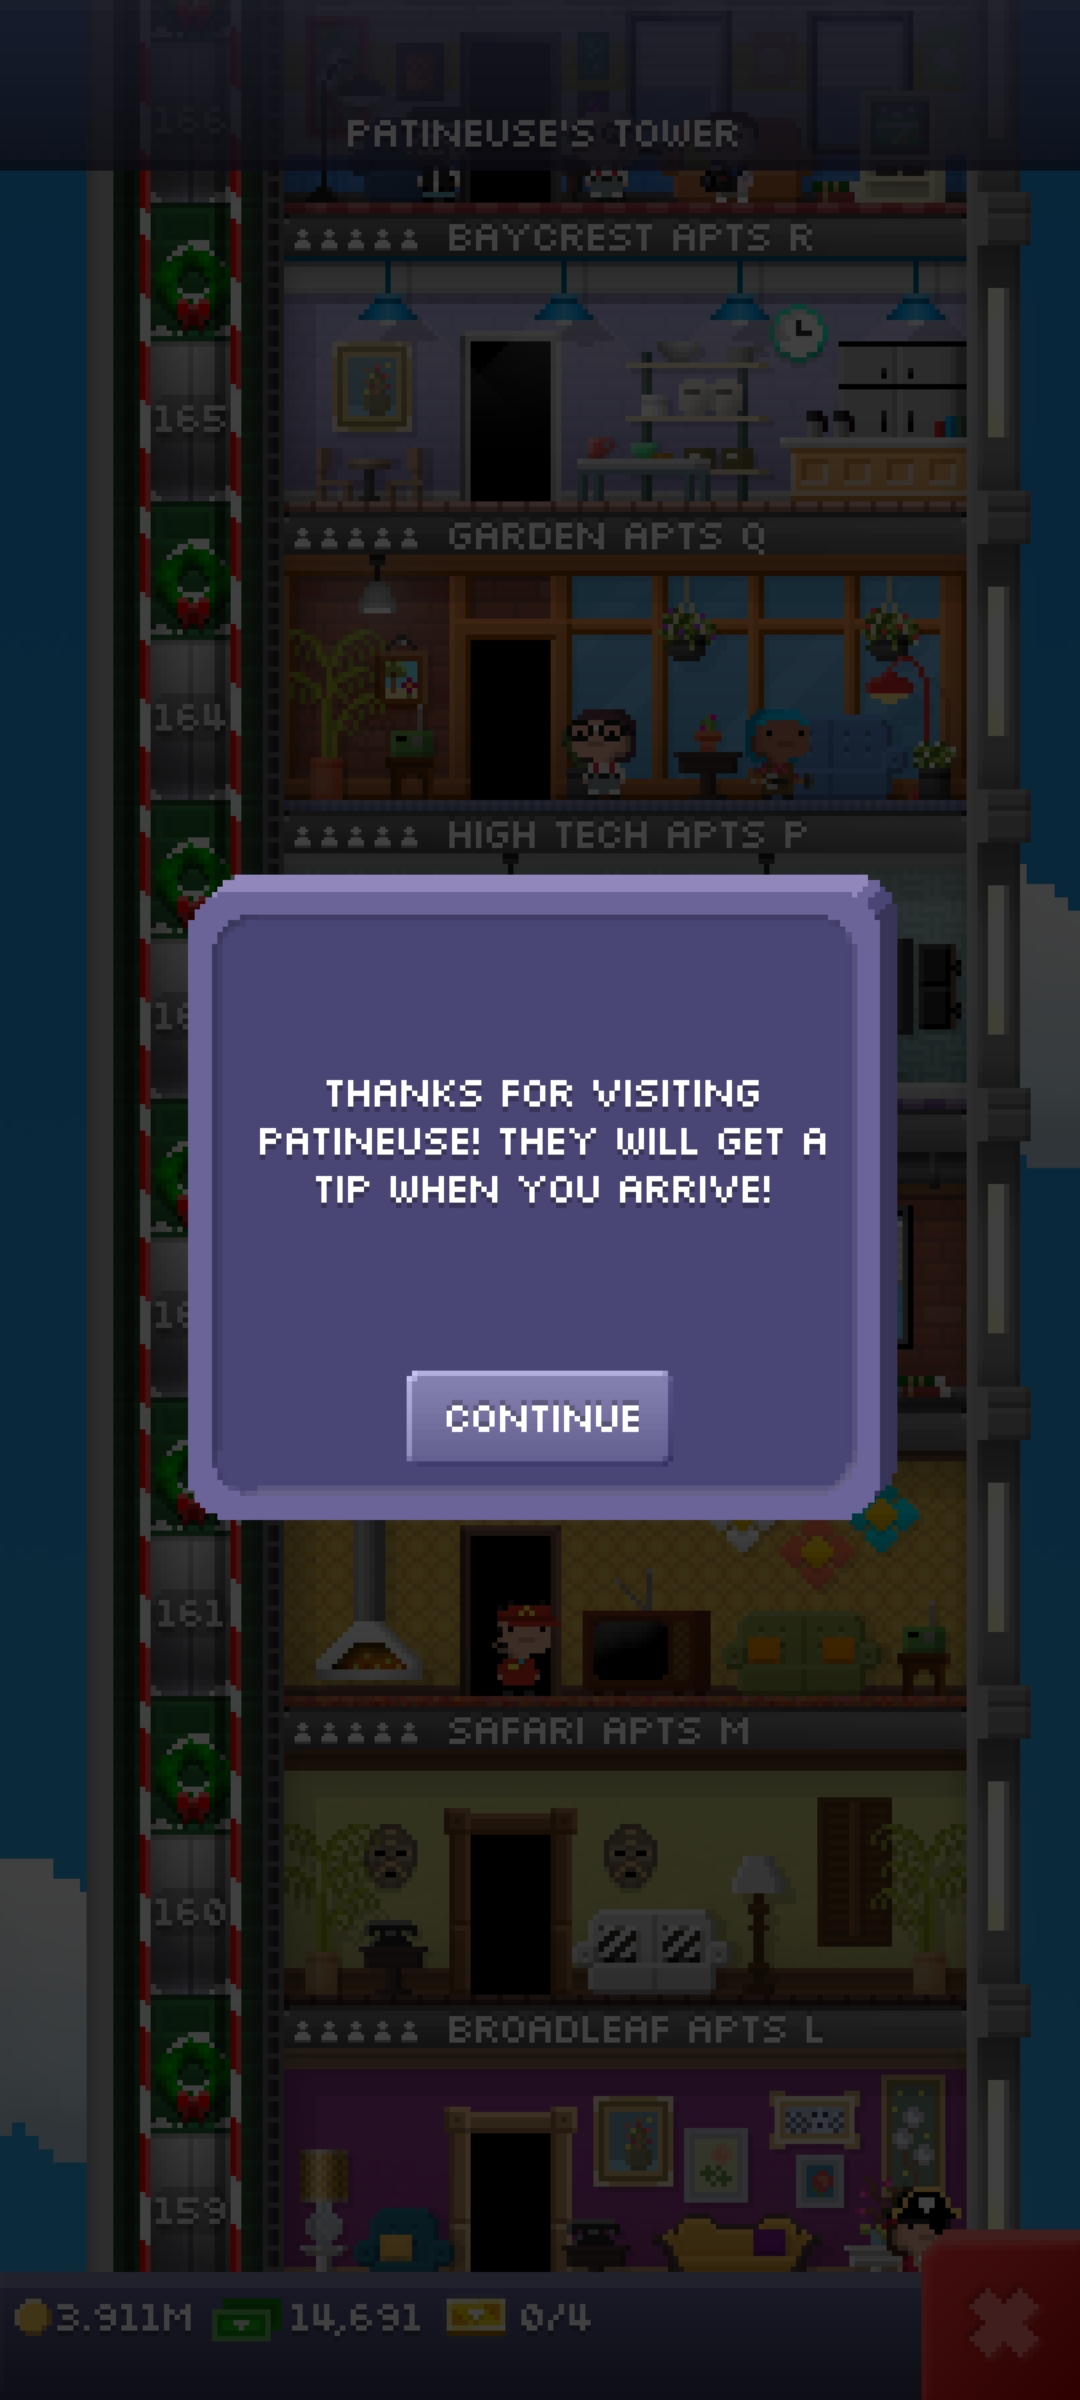 166
PATINEUSE'S TOWER
BAYCREST APTS R
165
GARDEN APTS Q
164
HIGH TECH APTS P
THANKS FOR VISITING
PATINEUSE! THEY WILL GET A
TIP WHEN YOU ARRIVE!
CONTINUE
161
SAFARI APTS M
160
BROADLEAF APTS L
159
3.911M 14,691 0/4